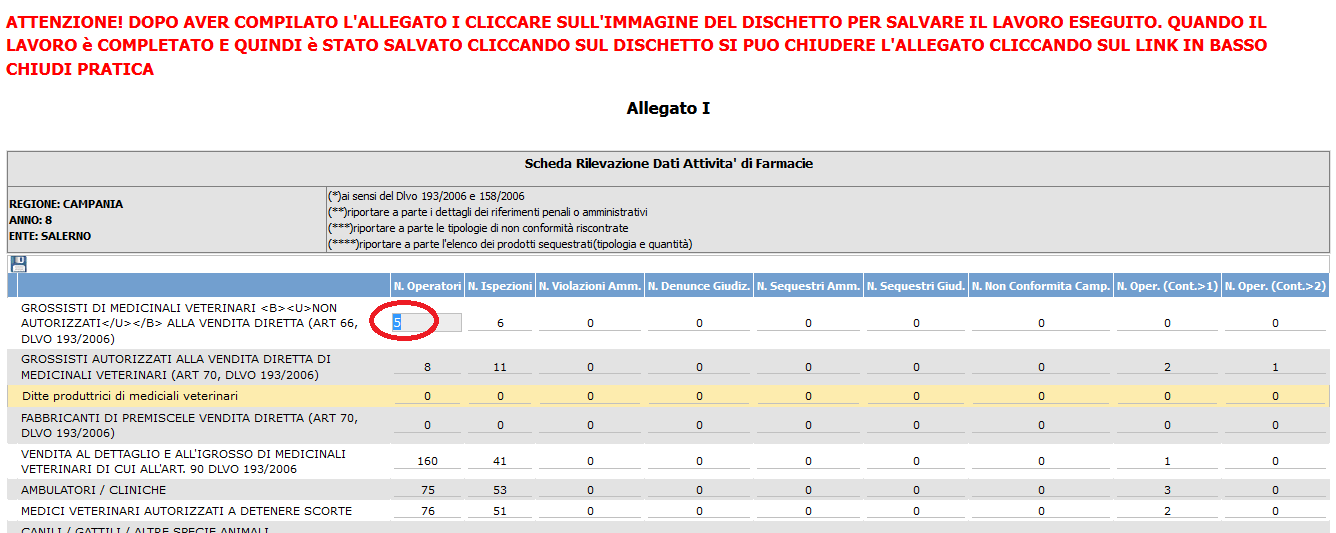 ATTENZIONE! DOPO AVER COMPILATO L'ALLEGATO I CLICCARE SULL'IMMAGINE DEL DISCHETTO PER SALVARE IL LAVORO ESEGUITO. QUANDO IL
LAVORO è COMPLETATO E QUINDI è STATO SALVATO CLICCANDO SUL DISCHETTO SI PUO CHIUDERE L'ALLEGATO CLICCANDO SUL LINK IN BASSO
CHIUDI PRATICA
Allegato I
Scheda Rilevazione Dati Attivita' di Farmacie
REGIONE: CAMPANIA
ANNO: 8
ENTE: SALERNO
(*)ai sensi del Dlvo 193/2006 e 158/2006
(**)riportare a parte i dettagli dei riferimenti penali o amministrativi
(***)riportare a parte le tipologie di non conformità riscontrate
(****)riportare a parte l'elenco dei prodotti sequestrati(tipologia e quantità)
N. Operatori N. Ispezioni N. Violazioni Amm. N. Denunce Giudiz. N. Sequestri Amm. N. Sequestri Giud. N. Non Conformita Camp. N. Oper. (Cont.>1) N. Oper. (Cont.>2)
GROSSISTI DI MEDICINALI VETERINARI <B><U>NON
AUTORIZZATI</U></B> ALLA VENDITA DIRETTA (ART 66,
DLVO 193/2006)
5 6 0 0 0 0 0 0 0
GROSSISTI AUTORIZZATI ALLA VENDITA DIRETTA DI
MEDICINALI VETERINARI (ART 70, DLVO 193/2006)
8 11 0 0 0 0 0 2 1
Ditte produttrici di mediciali veterinari 0 0 0 0 0 0 0 0 0
FABBRICANTI DI PREMISCELE VENDITA DIRETTA (ART 70,
DLVO 193/2006)
0 0 0 0 0 0 0 0 0
VENDITA AL DETTAGLIO E ALL'IGROSSO DI MEDICINALI
VETERINARI DI CUI ALL'ART. 90 DLVO 193/2006
160 41 0 0 0 0 0 1 0
AMBULATORI / CLINICHE 75 53 0 0 0 0 0 3 0
MEDICI VETERINARI AUTORIZZATI A DETENERE SCORTE 76 51 0 0 0 0 0 2 0
CANILI / GATTILI / ALTRE SPECIE ANIMALI